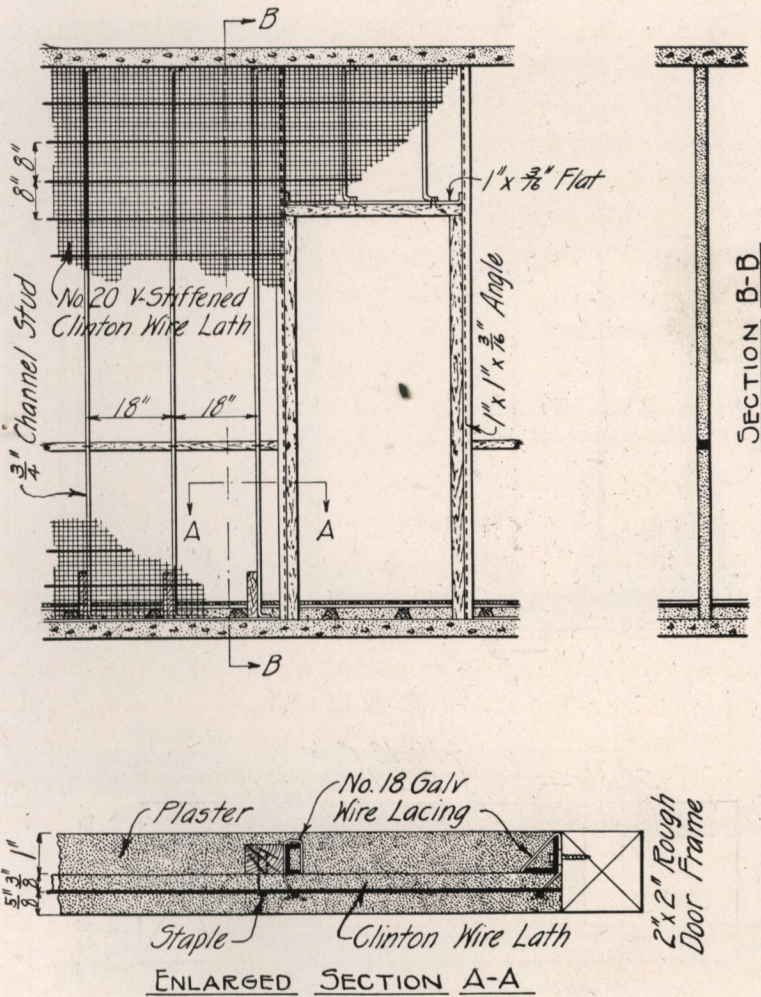 B
8" 8"
1" x 3/16" Flat
No. 20 V-Stiffened
Clinton Wire Lath
3/4" Channel Stud
1" x 1" x 3/16" Angle
18" 18"
A A
B
SECTION B-B
No. 18 Galv
Wire Lacing
Plaster
1"
3/8"
5/8"
2" x 2" Rough
Door Frame
Staple
Clinton Wire Lath
ENLARGED SECTION A-A